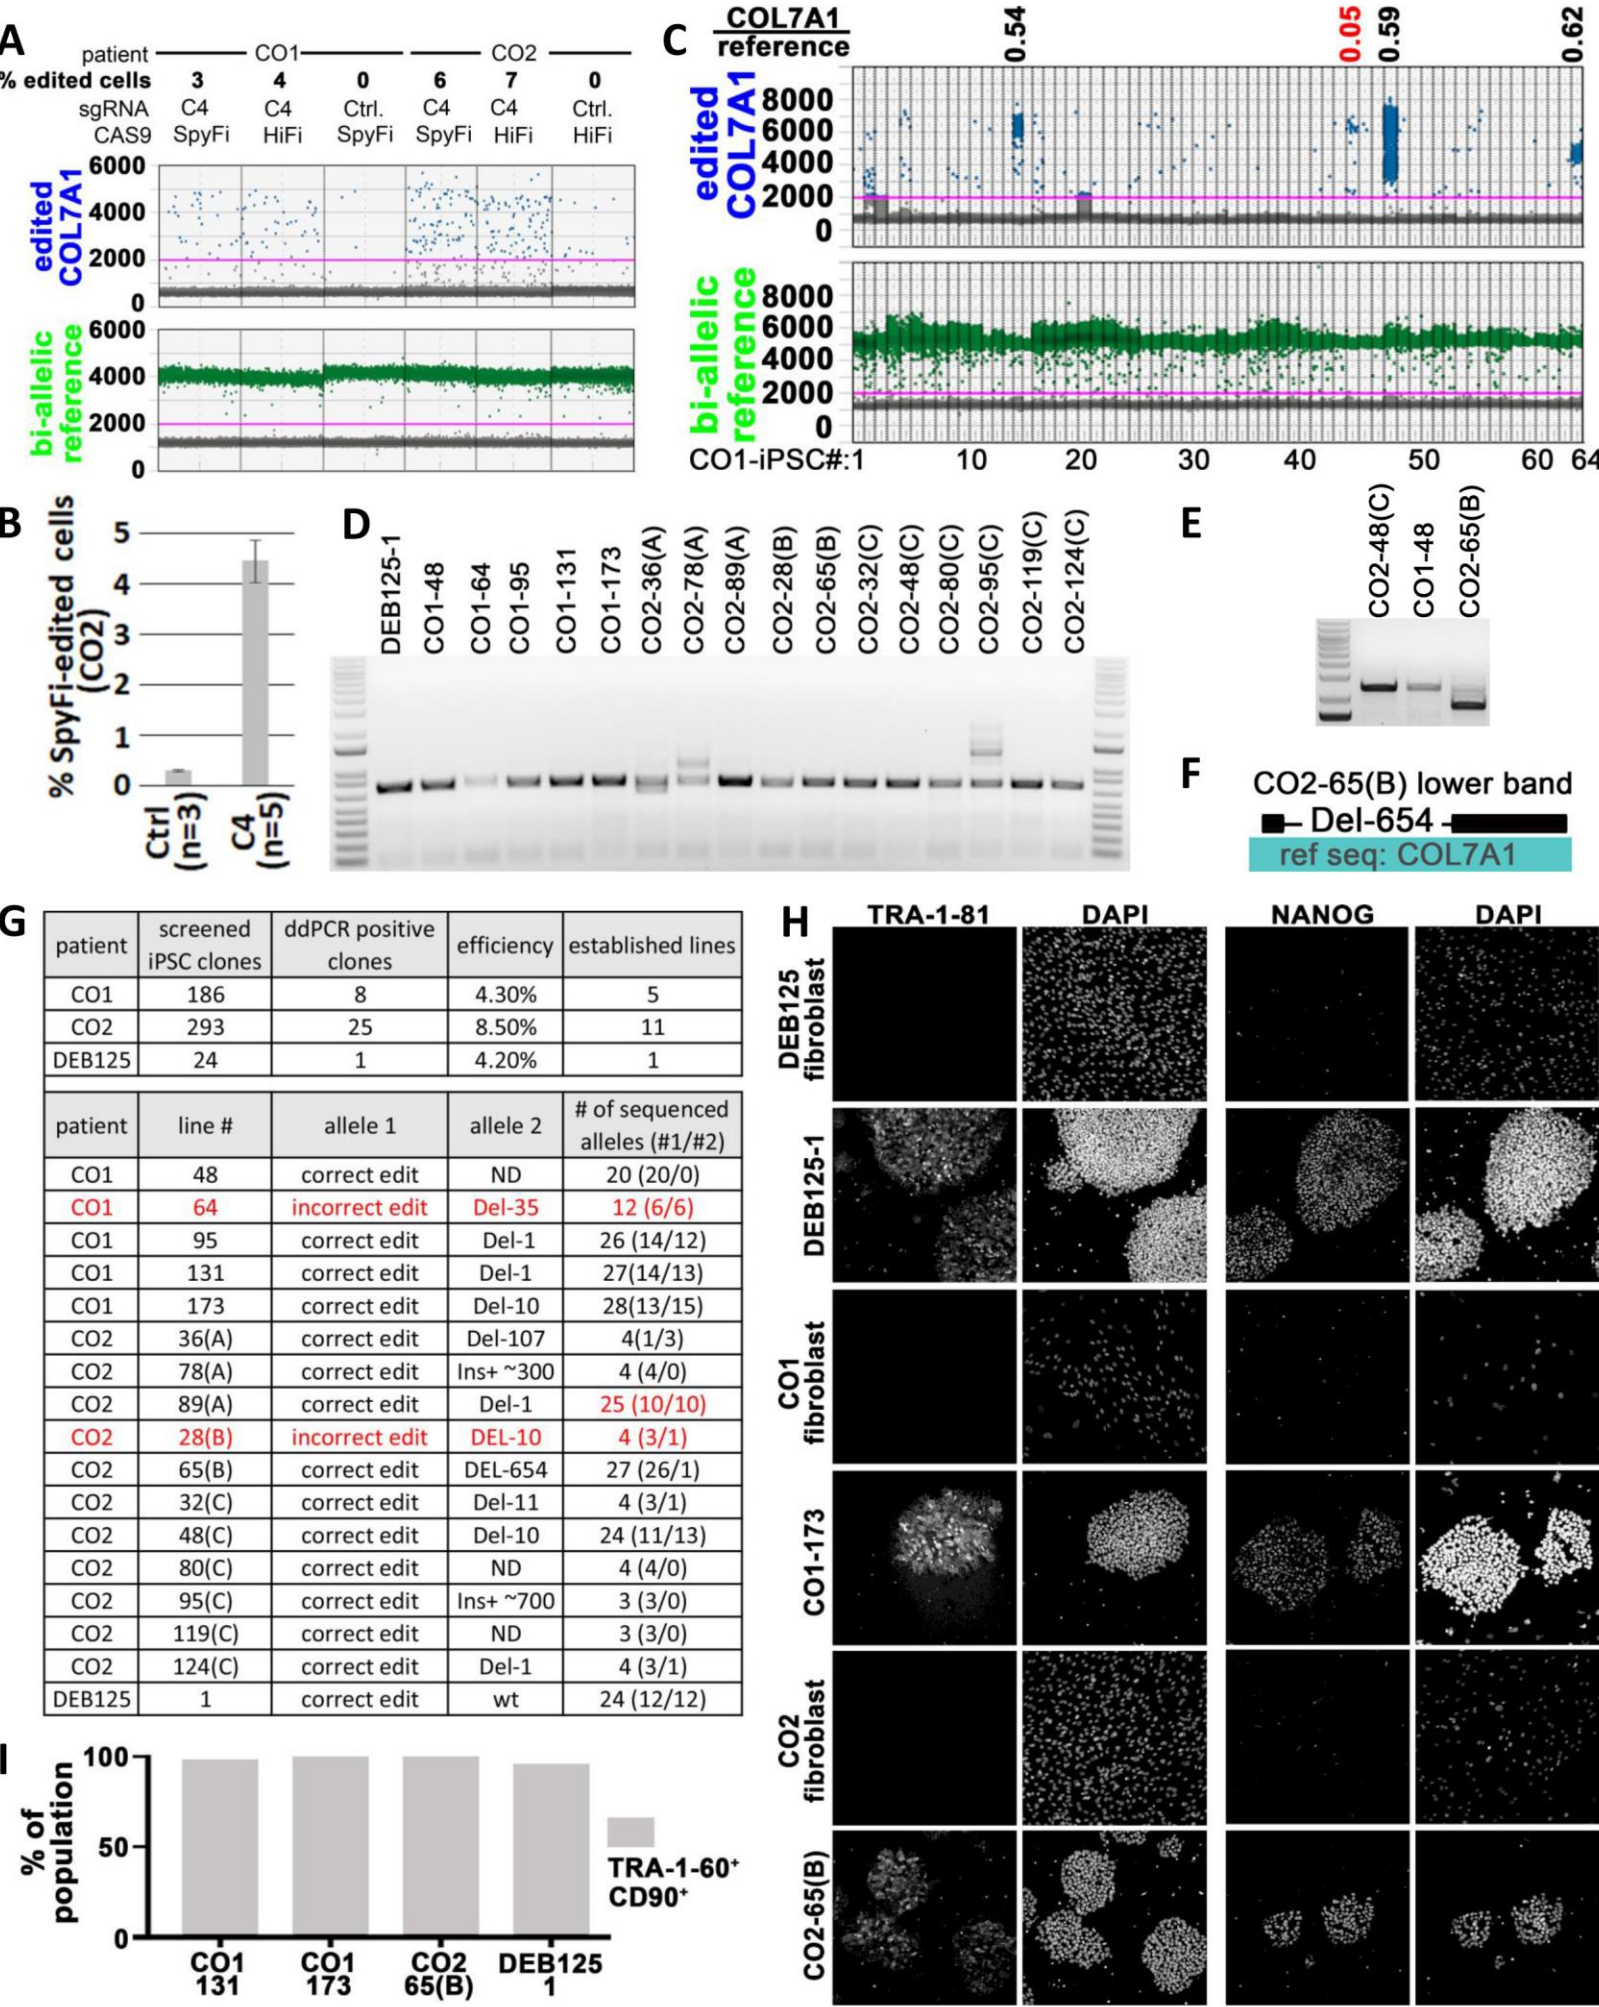 A
patient CO1 CO2
% edited cells 3 4 0 6 7 0
sgRNA C4 C4 Ctrl. C4 C4 Ctrl.
CAS9 SpyFi HiFi SpyFi SpyFi HiFi HiFi
edited
COL7A1
6000
4000
2000
0
bi-allelic
reference
6000
4000
2000
0
B
% SpyFi-edited cells
(CO2)
5
4
3
2
1
0
Ctrl
(n=3)
C4
(n=5)
C
COL7A1
reference
0.54
0.05
0.59
0.62
edited
COL7A1
8000
6000
4000
2000
0
bi-allelic
reference
8000
6000
4000
2000
0
CO1-iPSC#:1 10 20 30 40 50 60 64
D
DEB125-1
CO1-48
CO1-64
CO1-95
CO1-131
CO1-173
CO2-36(A)
CO2-78(A)
CO2-89(A)
CO2-28(B)
CO2-65(B)
CO2-32(C)
CO2-48(C)
CO2-80(C)
CO2-95(C)
CO2-119(C)
CO2-124(C)
E
CO2-48(C)
CO1-48
CO2-65(B)
F
CO2-65(B) lower band
Del-654
ref seq: COL7A1
G
patient screened iPSC clones ddPCR positive clones efficiency established lines
CO1 186 8 4.30% 5
CO2 293 25 8.50% 11
DEB125 24 1 4.20% 1
patient line # allele 1 allele 2 # of sequenced alleles (#1/#2)
CO1 48 correct edit ND 20 (20/0)
CO1 64 incorrect edit Del-35 12 (6/6)
CO1 95 correct edit Del-1 26 (14/12)
CO1 131 correct edit Del-1 27(14/13)
CO1 173 correct edit Del-10 28(13/15)
CO2 36(A) correct edit Del-107 4(1/3)
CO2 78(A) correct edit Ins+ ~300 4 (4/0)
CO2 89(A) correct edit Del-1 25 (10/10)
CO2 28(B) incorrect edit DEL-10 4 (3/1)
CO2 65(B) correct edit DEL-654 27 (26/1)
CO2 32(C) correct edit Del-11 4 (3/1)
CO2 48(C) correct edit Del-10 24 (11/13)
CO2 80(C) correct edit ND 4 (4/0)
CO2 95(C) correct edit Ins+ ~700 3 (3/0)
CO2 119(C) correct edit ND 3 (3/0)
CO2 124(C) correct edit Del-1 4 (3/1)
DEB125 1 correct edit wt 24 (12/12)
H
TRA-1-81 DAPI NANOG DAPI
DEB125
fibroblast
DEB125-1
CO1
fibroblast
CO1-173
CO2
fibroblast
CO2-65(B)
I
% of
population
100
50
0
CO1 CO1 CO2 DEB125
131 173 65(B) 1
TRA-1-60+
CD90+